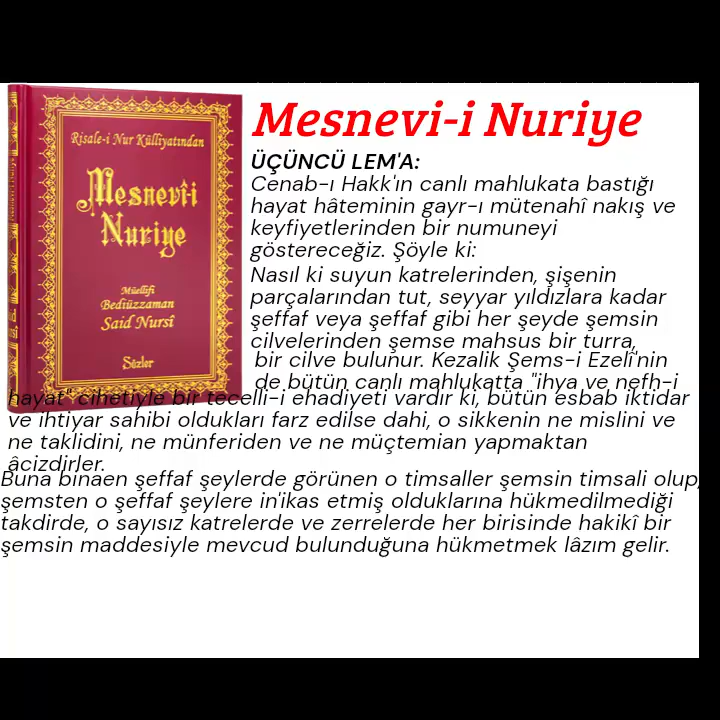 Risale-i Nur Külliyatından
Mesnevî-i
Nuriye
Müellifi
Bediüzzaman
Said Nursî
Sözler
Mesnevi-i Nuriye
ÜÇÜNCÜ LEM'A:
Cenab-ı Hakk'ın canlı mahlukata bastığı
hayat hâteminin gayr-ı mütenahî nakış ve
keyfiyetlerinden bir numuneyi
göstereceğiz. Şöyle ki:
Nasıl ki suyun katrelerinden, şişenin
parçalarından tut, seyyar yıldızlara kadar
şeffaf veya şeffaf gibi her şeyde şemsin
cilvelerinden şemse mahsus bir turra,
bir cilve bulunur. Kezalik Şems-i Ezelî'nin
de bütün canlı mahlukatta "ihya ve nefh-i
hayat" cihetiyle bir tecelli-i ehadiyeti vardır ki, bütün esbab iktidar
ve ihtiyar sahibi oldukları farz edilse dahi, o sikkenin ne mislini ve
ne taklidini, ne münferiden ve ne müçtemian yapmaktan
âcizdirler.
Buna binaen şeffaf şeylerde görünen o timsaller şemsin timsali olup,
şemsten o şeffaf şeylere in'ikas etmiş olduklarına hükmedilmediği
takdirde, o sayısız katrelerde ve zerrelerde her birisinde hakikî bir
şemsin maddesiyle mevcud bulunduğuna hükmetmek lâzım gelir.